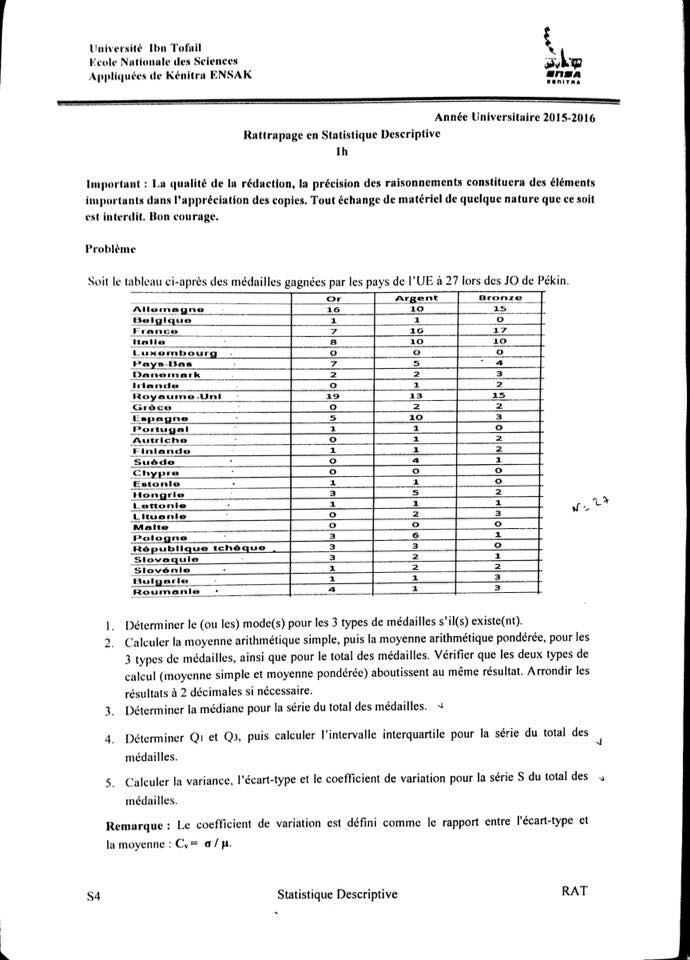 Université Ibn Tofail
Ecole Nationale des Sciences
Appliquées de Kénitra ENSAK
ENSA
KENITRA
Année Universitaire 2015-2016
Rattrapage en Statistique Descriptive
1h
Important : La qualité de la rédaction, la précision des raisonnements constituera des éléments
importants dans l'appréciation des copies. Tout échange de matériel de quelque nature que ce soit
est interdit. Bon courage.
Problème
Soit le tableau ci-après des médailles gagnées par les pays de l'UE à 27 lors des JO de Pékin.
Or Argent Bronze
Allemagne 16 10 15
Belgique 1 1 0
France 7 16 17
Italie 8 10 10
Luxembourg 0 0 0
Pays-Bas 7 5 4
Danemark 2 2 3
Irlande 0 1 2
Royaume-Uni 19 13 15
Grèce 0 2 2
Espagne 5 10 3
Portugal 1 1 0
Autriche 0 1 2
Finlande 1 1 2
Suède 0 4 1
Chypre 0 0 0
Estonie 1 1 0
Hongrie 3 5 2
Lettonie 1 1 1
Lituanie 0 2 3
Malte 0 0 0
Pologne 3 6 1
République tchèque 3 3 0
Slovaquie 3 2 1
Slovénie 1 2 2
Bulgarie 1 1 3
Roumanie 4 1 3
N = 27
1. Déterminer le (ou les) mode(s) pour les 3 types de médailles s'il(s) existe(nt).
2. Calculer la moyenne arithmétique simple, puis la moyenne arithmétique pondérée, pour les
3 types de médailles, ainsi que pour le total des médailles. Vérifier que les deux types de
calcul (moyenne simple et moyenne pondérée) aboutissent au même résultat. Arrondir les
résultats à 2 décimales si nécessaire.
3. Déterminer la médiane pour la série du total des médailles.
4. Déterminer Q1 et Q3, puis calculer l'intervalle interquartile pour la série du total des
médailles.
5. Calculer la variance, l'écart-type et le coefficient de variation pour la série S du total des
médailles.
Remarque : Le coefficient de variation est défini comme le rapport entre l'écart-type et
la moyenne : Cv = σ / μ.
S4 Statistique Descriptive RAT